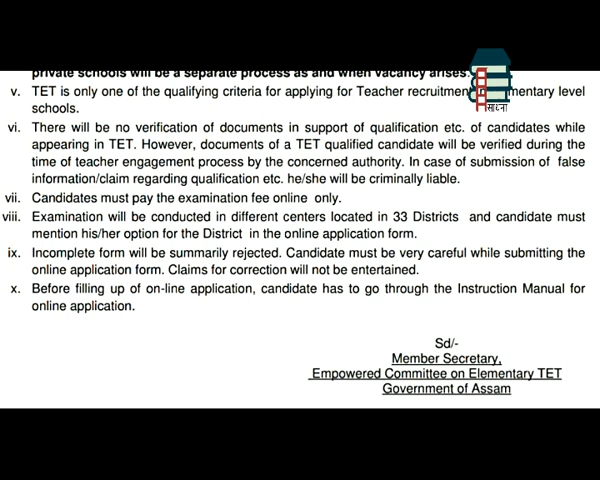 private schools will be a separate process as and when vacancy arises.
v. TET is only one of the qualifying criteria for applying for Teacher recruitment mentary level
schools.
vi. There will be no verification of documents in support of qualification etc. of candidates while
appearing in TET. However, documents of a TET qualified candidate will be verified during the
time of teacher engagement process by the concerned authority. In case of submission of false
information/claim regarding qualification etc. he/she will be criminally liable.
vii. Candidates must pay the examination fee online only.
viii. Examination will be conducted in different centers located in 33 Districts and candidate must
mention his/her option for the District in the online application form.
ix. Incomplete form will be summarily rejected. Candidate must be very careful while submitting the
online application form. Claims for correction will not be entertained.
x. Before filling up of on-line application, candidate has to go through the Instruction Manual for
online application.
Sd/-
Member Secretary,
Empowered Committee on Elementary TET
Government of Assam